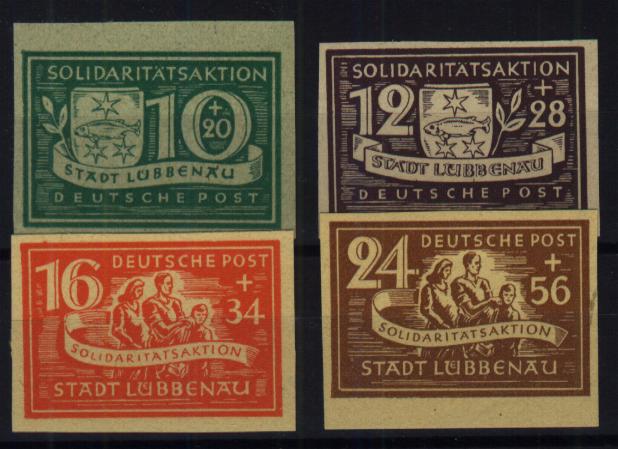 SOLIDARITÄTSAKTION
10 + 20
STADT LÜBBENAU
DEUTSCHE POST
SOLIDARITÄTSAKTION
12 + 28
STADT LÜBBENAU
DEUTSCHE POST
16 DEUTSCHE POST
+ 34
SOLIDARITÄTSAKTION
STADT LÜBBENAU
24 DEUTSCHE POST
+ 56
SOLIDARITÄTSAKTION
STADT LÜBBENAU